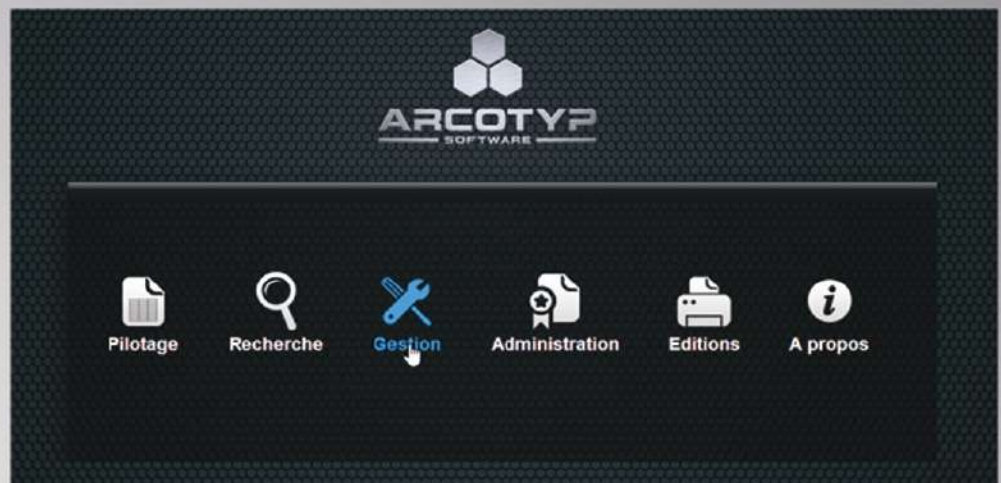 ARCOTYP
SOFTWARE
Pilotage
Recherche
Gestion
Administration
Editions
A propos